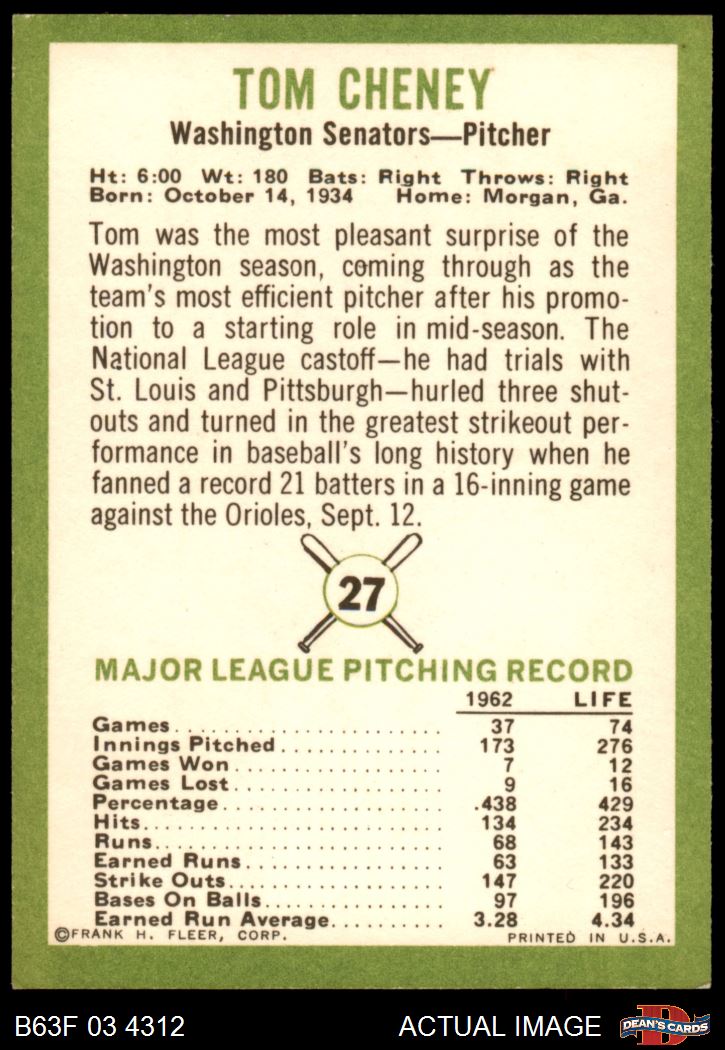 TOM CHENEY
Washington Senators—Pitcher
Ht: 6:00 Wt: 180 Bats: Right Throws: Right
Born: October 14, 1934 Home: Morgan, Ga.
Tom was the most pleasant surprise of the
Washington season, coming through as the
team's most efficient pitcher after his promo-
tion to a starting role in mid-season. The
National League castoff—he had trials with
St. Louis and Pittsburgh—hurled three shut-
outs and turned in the greatest strikeout per-
formance in baseball's long history when he
fanned a record 21 batters in a 16-inning game
against the Orioles, Sept. 12.
27
MAJOR LEAGUE PITCHING RECORD
1962 LIFE
Games 37 74
Innings Pitched 173 276
Games Won 7 12
Games Lost 9 16
Percentage .438 429
Hits 134 234
Runs 68 143
Earned Runs 63 133
Strike Outs 147 220
Bases On Balls 97 196
Earned Run Average 3.28 4.34
©FRANK H. FLEER, CORP. PRINTED IN U.S.A.
B63F 03 4312 ACTUAL IMAGE D DEAN'S CARDS